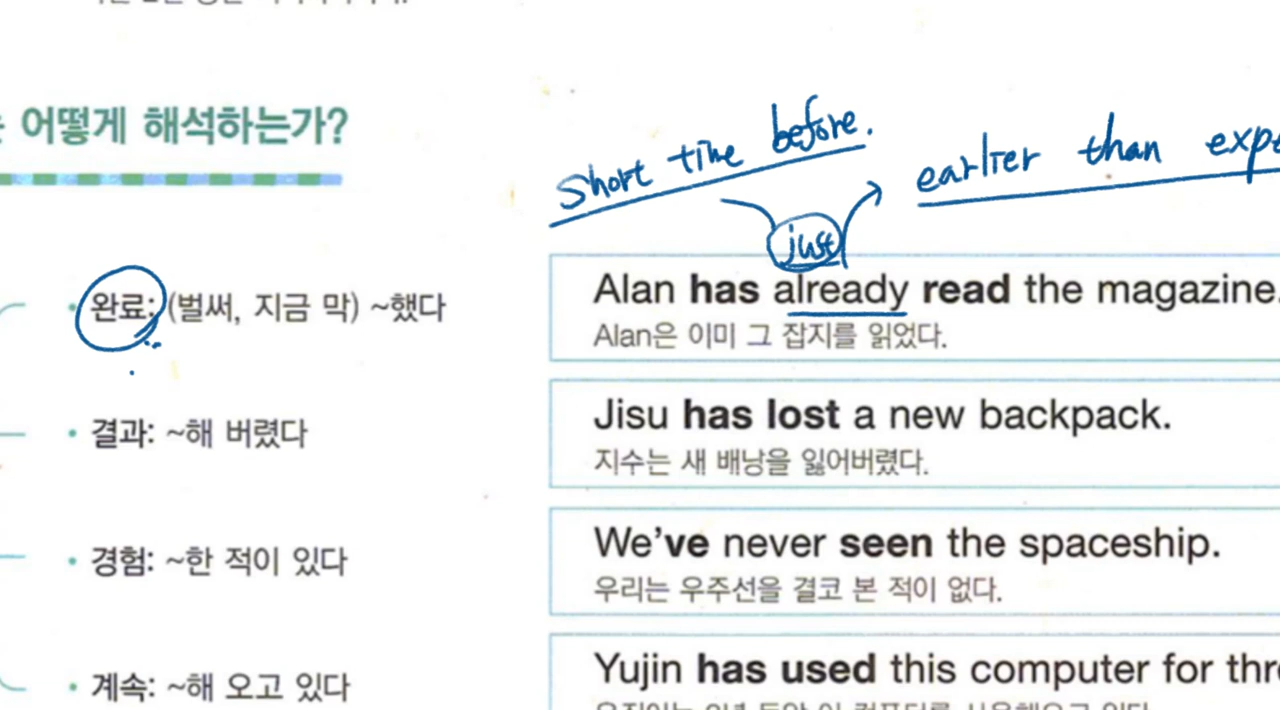 어떻게 해석하는가?
short time before.
earlier than
just
완료: (벌써, 지금 막) ~했다
Alan has already read the magazine.
Alan은 이미 그 잡지를 읽었다.
결과: ~해 버렸다
Jisu has lost a new backpack.
지수는 새 배낭을 잃어버렸다.
경험: ~한 적이 있다
We've never seen the spaceship.
우리는 우주선을 결코 본 적이 없다.
계속: ~해 오고 있다
Yujin has used this computer for